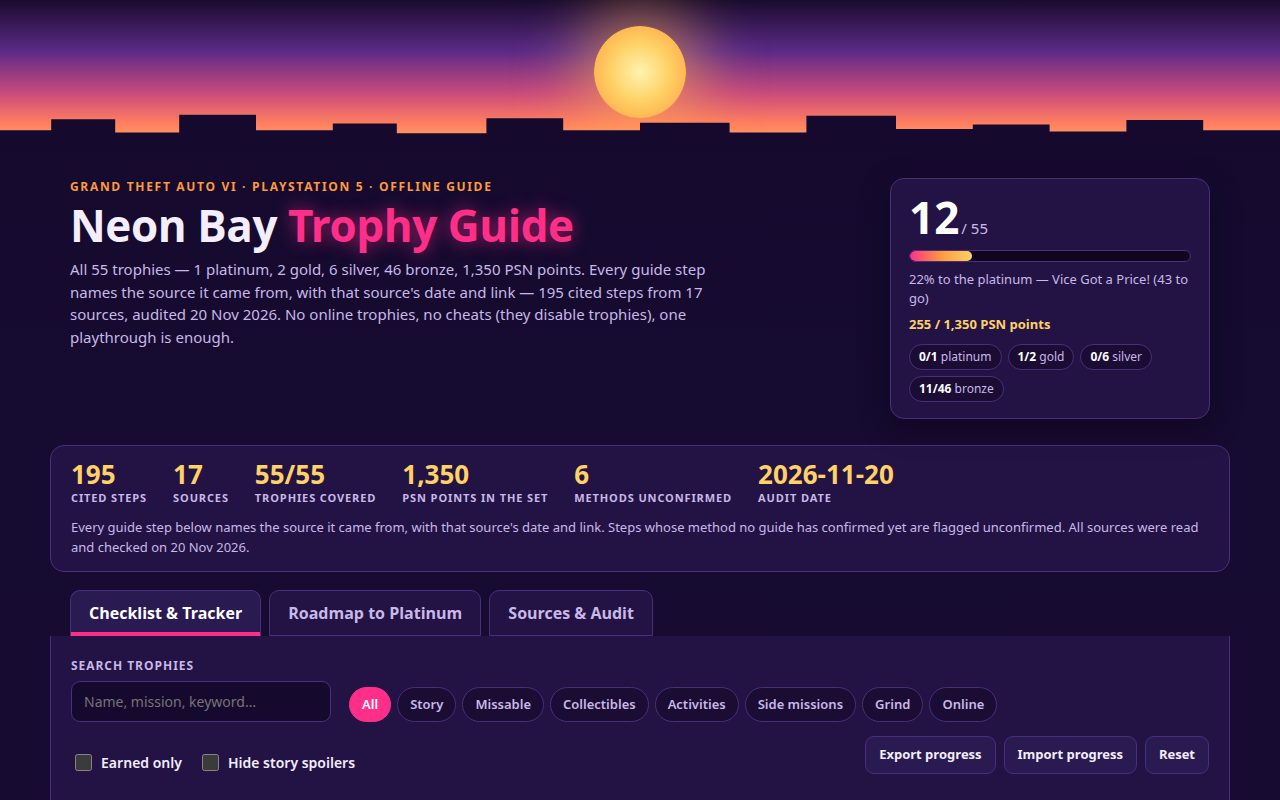 GRAND THEFT AUTO VI · PLAYSTATION 5 · OFFLINE GUIDE
Neon Bay Trophy Guide
All 55 trophies — 1 platinum, 2 gold, 6 silver, 46 bronze, 1,350 PSN points. Every guide step
names the source it came from, with that source's date and link — 195 cited steps from 17
sources, audited 20 Nov 2026. No online trophies, no cheats (they disable trophies), one
playthrough is enough.
12 / 55
22% to the platinum — Vice Got a Price! (43 to
go)
255 / 1,350 PSN points
0/1 platinum 1/2 gold 0/6 silver
11/46 bronze
195 17 55/55 1,350 6 2026-11-20
CITED STEPS SOURCES TROPHIES COVERED PSN POINTS IN THE SET METHODS UNCONFIRMED AUDIT DATE
Every guide step below names the source it came from, with that source's date and link. Steps whose method no guide has confirmed yet are flagged unconfirmed. All sources were read
and checked on 20 Nov 2026.
Checklist & Tracker Roadmap to Platinum Sources & Audit
SEARCH TROPHIES
Name, mission, keyword... All Story Missable Collectibles Activities Side missions Grind Online
Earned only Hide story spoilers Export progress Import progress Reset